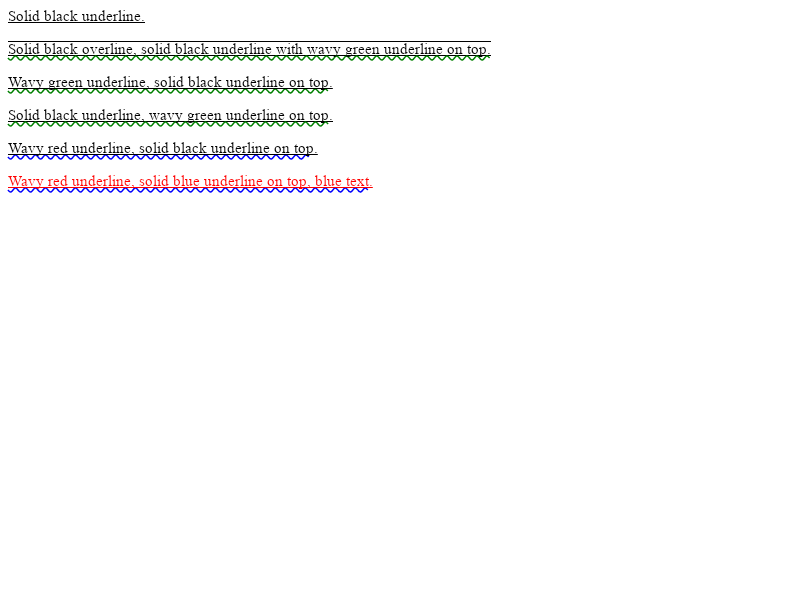 Solid black underline.
Solid black overline, solid black underline with wavy green underline on top.
Wavy green underline, solid black underline on top.
Solid black underline, wavy green underline on top.
Wavy red underline, solid black underline on top.
Wavy red underline, solid blue underline on top, blue text.